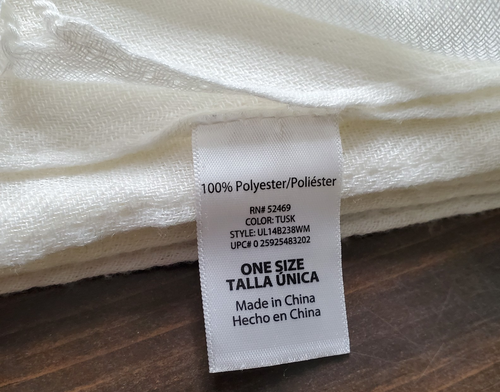 100% Polyester/Poliéster
RN# 52469
COLOR: TUSK
STYLE: UL14B238WM
UPC# 0 25925483202
ONE SIZE
TALLA ÚNICA
Made in China
Hecho en China